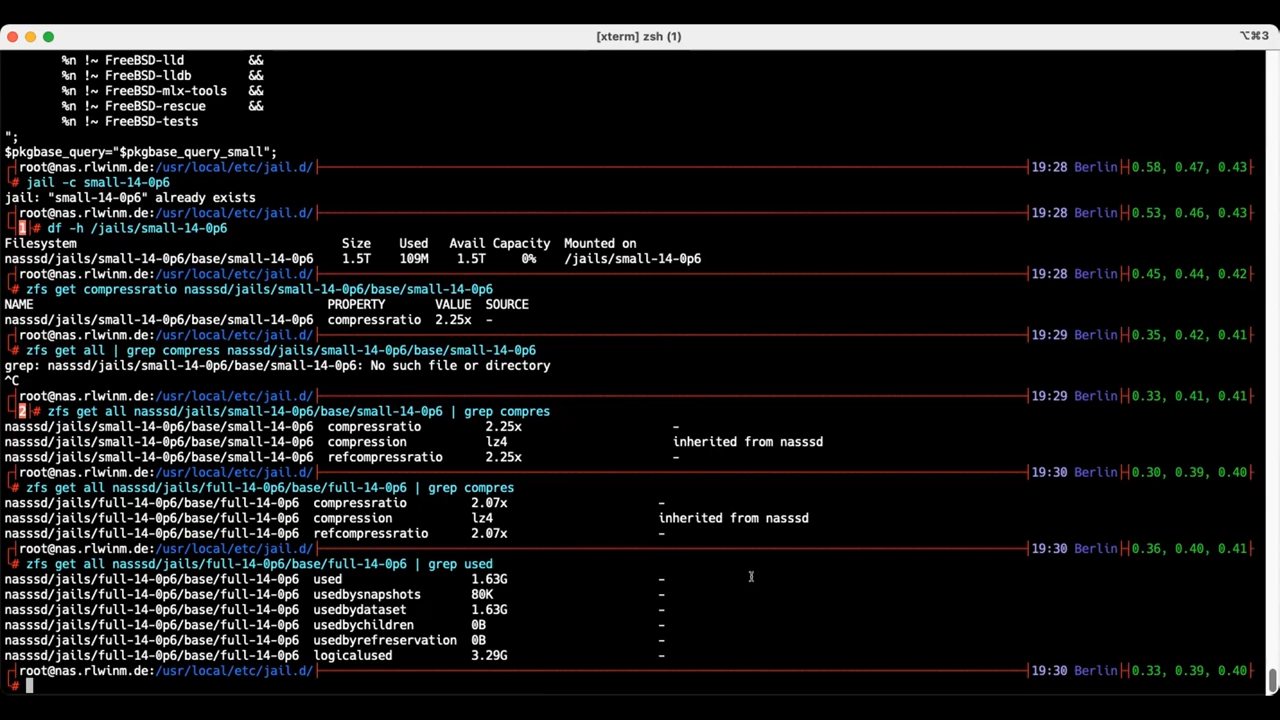 [xterm] zsh (1)
⌥⌘3
%n !~ FreeBSD-lld &&
%n !~ FreeBSD-lldb &&
%n !~ FreeBSD-mlx-tools &&
%n !~ FreeBSD-rescue &&
%n !~ FreeBSD-tests
";
$pkgbase_query="$pkgbase_query_small";
root@nas.rlwinm.de:/usr/local/etc/jail.d/ 19:28 Berlin 0.58, 0.47, 0.43
# jail -c small-14-0p6
jail: "small-14-0p6" already exists
root@nas.rlwinm.de:/usr/local/etc/jail.d/ 19:28 Berlin 0.53, 0.46, 0.43
1 # df -h /jails/small-14-0p6
Filesystem Size Used Avail Capacity Mounted on
nasssd/jails/small-14-0p6/base/small-14-0p6 1.5T 109M 1.5T 0% /jails/small-14-0p6
root@nas.rlwinm.de:/usr/local/etc/jail.d/ 19:28 Berlin 0.45, 0.44, 0.42
# zfs get compressratio nasssd/jails/small-14-0p6/base/small-14-0p6
NAME PROPERTY VALUE SOURCE
nasssd/jails/small-14-0p6/base/small-14-0p6 compressratio 2.25x -
root@nas.rlwinm.de:/usr/local/etc/jail.d/ 19:29 Berlin 0.35, 0.42, 0.41
# zfs get all | grep compress nasssd/jails/small-14-0p6/base/small-14-0p6
grep: nasssd/jails/small-14-0p6/base/small-14-0p6: No such file or directory
^C
root@nas.rlwinm.de:/usr/local/etc/jail.d/ 19:29 Berlin 0.33, 0.41, 0.41
2 # zfs get all nasssd/jails/small-14-0p6/base/small-14-0p6 | grep compres
nasssd/jails/small-14-0p6/base/small-14-0p6 compressratio 2.25x -
nasssd/jails/small-14-0p6/base/small-14-0p6 compression lz4 inherited from nasssd
nasssd/jails/small-14-0p6/base/small-14-0p6 refcompressratio 2.25x -
root@nas.rlwinm.de:/usr/local/etc/jail.d/ 19:30 Berlin 0.30, 0.39, 0.40
# zfs get all nasssd/jails/full-14-0p6/base/full-14-0p6 | grep compres
nasssd/jails/full-14-0p6/base/full-14-0p6 compressratio 2.07x -
nasssd/jails/full-14-0p6/base/full-14-0p6 compression lz4 inherited from nasssd
nasssd/jails/full-14-0p6/base/full-14-0p6 refcompressratio 2.07x -
root@nas.rlwinm.de:/usr/local/etc/jail.d/ 19:30 Berlin 0.36, 0.40, 0.41
# zfs get all nasssd/jails/full-14-0p6/base/full-14-0p6 | grep used
nasssd/jails/full-14-0p6/base/full-14-0p6 used 1.63G -
nasssd/jails/full-14-0p6/base/full-14-0p6 usedbysnapshots 80K -
nasssd/jails/full-14-0p6/base/full-14-0p6 usedbydataset 1.63G -
nasssd/jails/full-14-0p6/base/full-14-0p6 usedbychildren 0B -
nasssd/jails/full-14-0p6/base/full-14-0p6 usedbyrefreservation 0B -
nasssd/jails/full-14-0p6/base/full-14-0p6 logicalused 3.29G -
root@nas.rlwinm.de:/usr/local/etc/jail.d/ 19:30 Berlin 0.33, 0.39, 0.40
#